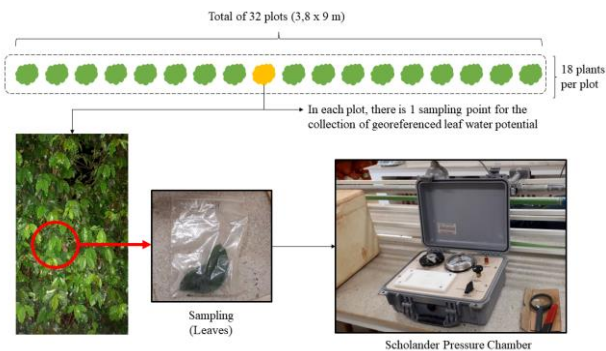 Total of 32 plots (3,8 x 9 m)
18 plants
per plot
In each plot, there is 1 sampling point for the
collection of georeferenced leaf water potential
Sampling
(Leaves)
Scholander Pressure Chamber